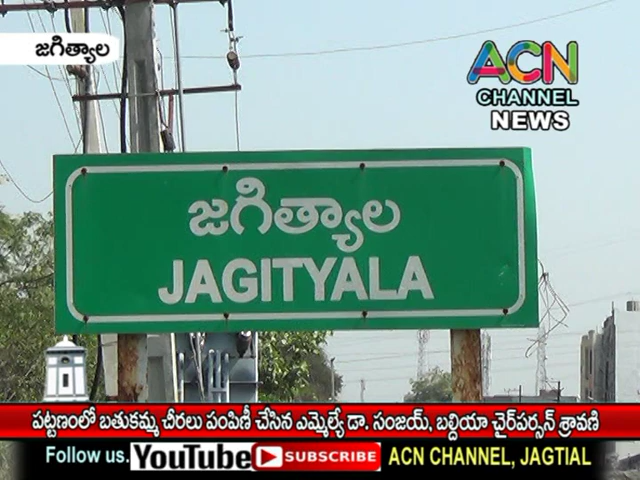 జగిత్యాల
ACN
CHANNEL
NEWS
జగిత్యాల
JAGITYALA
పట్టణంలో బతుకమ్మ చీరలు పంపిణీ చేసిన ఎమ్మెల్యే డా. సంజయ్, బల్దియా చైర్‌పర్సన్ శ్రావణి
Follow us. YouTube SUBSCRIBE ACN CHANNEL, JAGTIAL